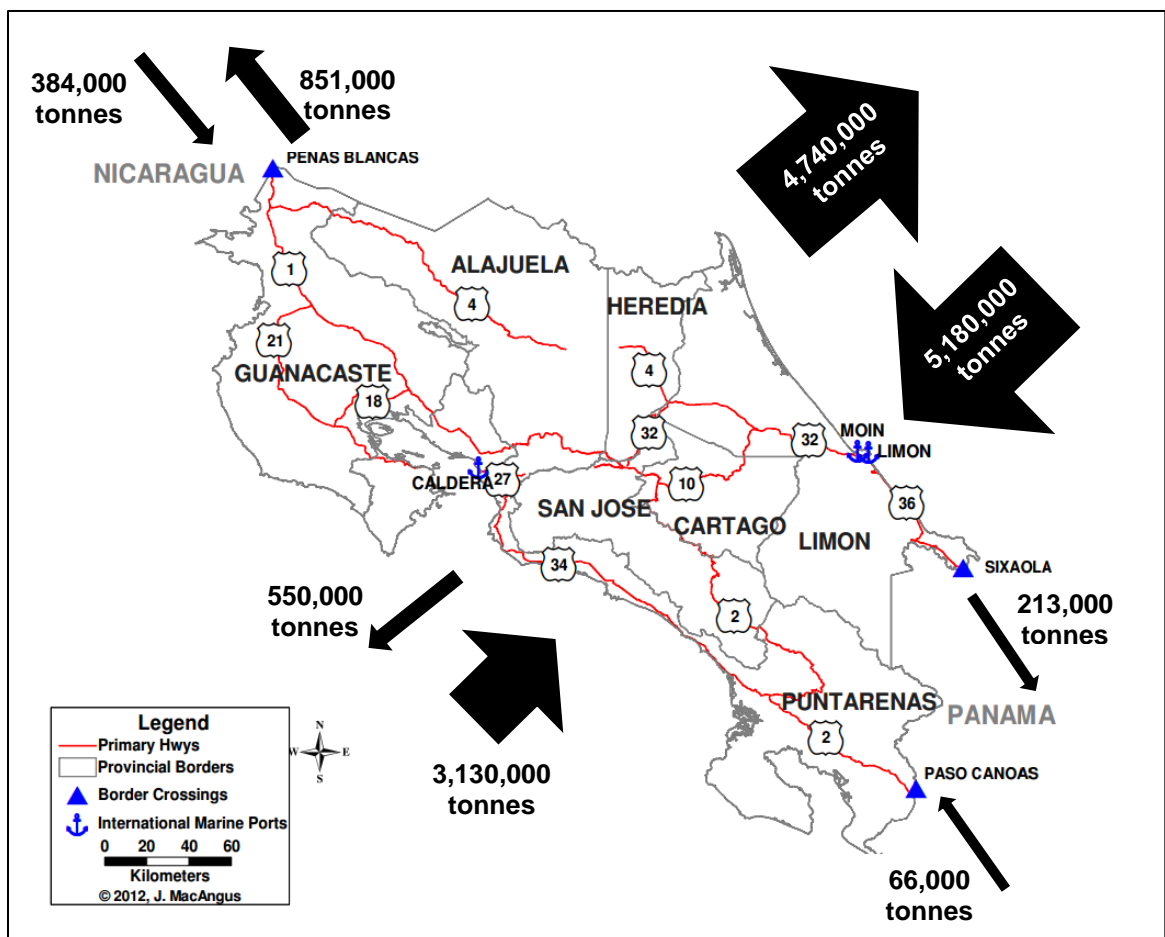 384,000
tonnes
851,000
tonnes
4,740,000
tonnes
NICARAGUA
PENAS BLANCAS
1
ALAJUELA
4
HEREDIA
5,180,000
tonnes
21
GUANACASTE
4
18
32
MOIN
32
LIMON
CALDERA
27
10
SAN JOSE
CARTAGO
36
LIMON
34
SIXAOLA
550,000
tonnes
213,000
tonnes
2
PUNTARENAS
PANAMA
2
3,130,000
tonnes
PASO CANOAS
66,000
tonnes
Legend
Primary Hwys
Provincial Borders
Border Crossings
International Marine Ports
0 20 40 60
Kilometers
© 2012, J. MacAngus
N
W E
S